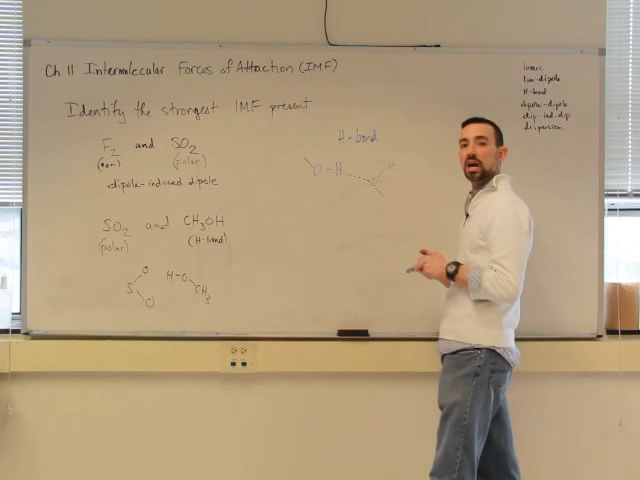 Ch 11 Intermolecular Forces of Attraction (IMF)
Identify the strongest IMF present
F2 and SO2
(non) (polar)
dipole-induced dipole
SO2 and CH3OH
(polar) (H-bond)
O
S
O
H-O
CH3
H-bond
O-H
H
O
ionic
Ion-dipole
H-bond
dipole-dipole
dip-ind. dip
dispersion